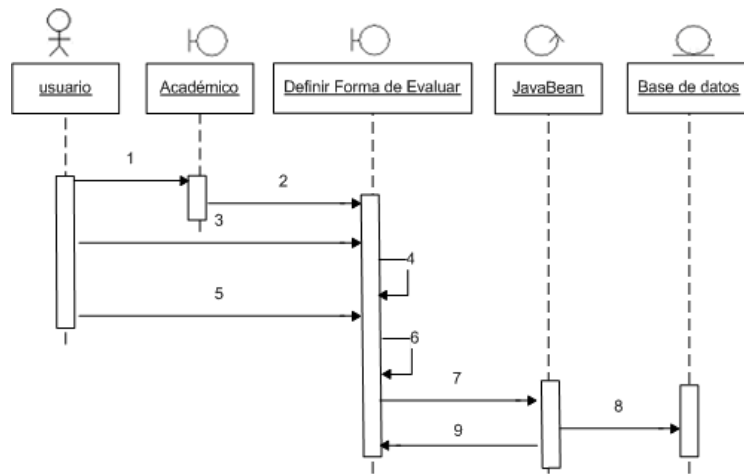 usuario
Académico
Definir Forma de Evaluar
JavaBean
Base de datos
1
2
3
4
5
6
7
8
9